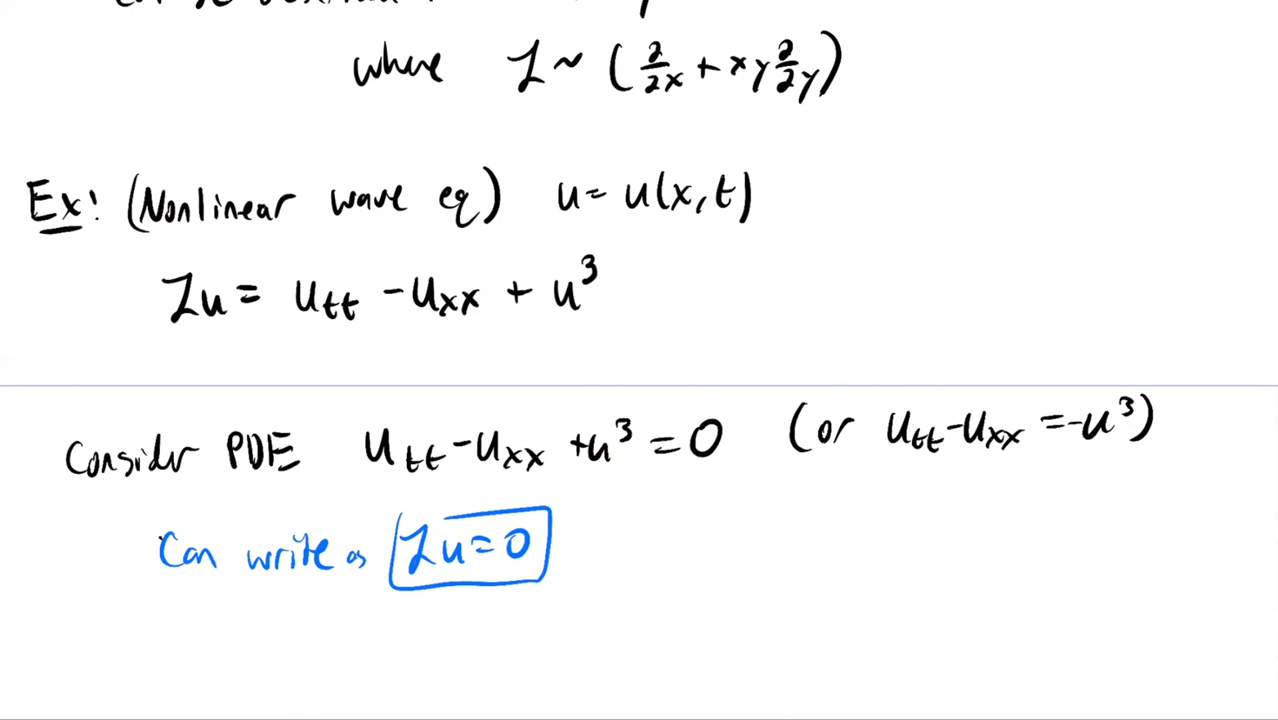 where ℒ ~ (∂/∂x + xy ∂/∂y)
Ex: (Nonlinear wave eq) u = u(x,t)
ℒu = u_tt - u_xx + u^3
Consider PDE u_tt - u_xx + u^3 = 0 (or u_tt - u_xx = -u^3)
Can write as ℒu = 0